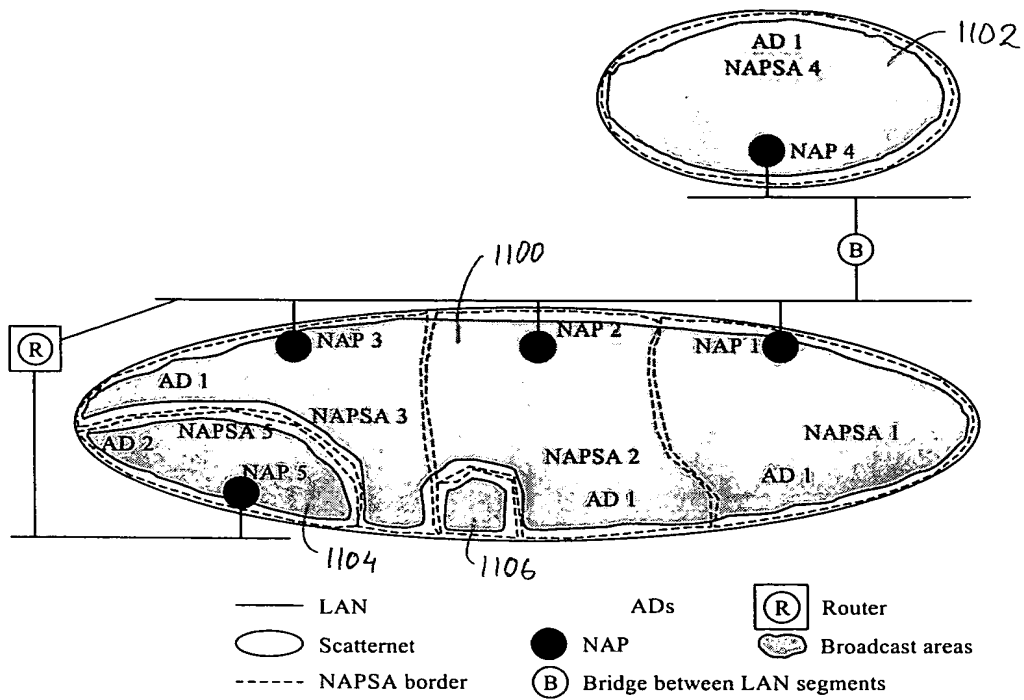 1102
AD 1
NAPSA 4
NAP 4
B
1100
R
NAP 3
NAP 2
NAP 1
AD 1
NAPSA 3
NAPSA 5
AD 2
NAPSA 1
NAPSA 2
NAP 5
AD 1
AD 1
1104
1106
LAN
ADs
R Router
Scatternet
NAP
Broadcast areas
NAPSA border
B Bridge between LAN segments